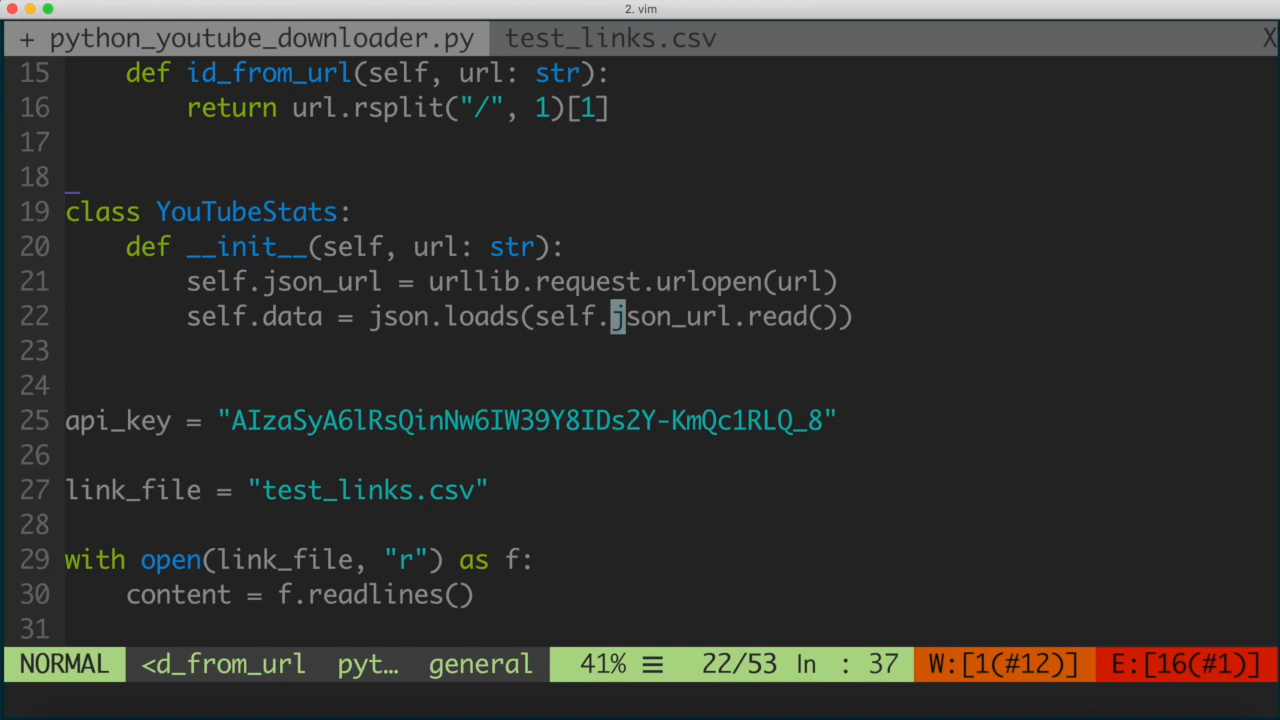 2. vim
+ python_youtube_downloader.py test_links.csv X
15 def id_from_url(self, url: str):
16 return url.rsplit("/", 1)[1]
17
18
19 class YouTubeStats:
20 def __init__(self, url: str):
21 self.json_url = urllib.request.urlopen(url)
22 self.data = json.loads(self.json_url.read())
23
24
25 api_key = "AIzaSyA6lRsQinNw6IW39Y8IDs2Y-KmQc1RLQ_8"
26
27 link_file = "test_links.csv"
28
29 with open(link_file, "r") as f:
30 content = f.readlines()
31
NORMAL <d_from_url pyt… general 41% ☰ 22/53 ln : 37 W:[1(#12)] E:[16(#1)]